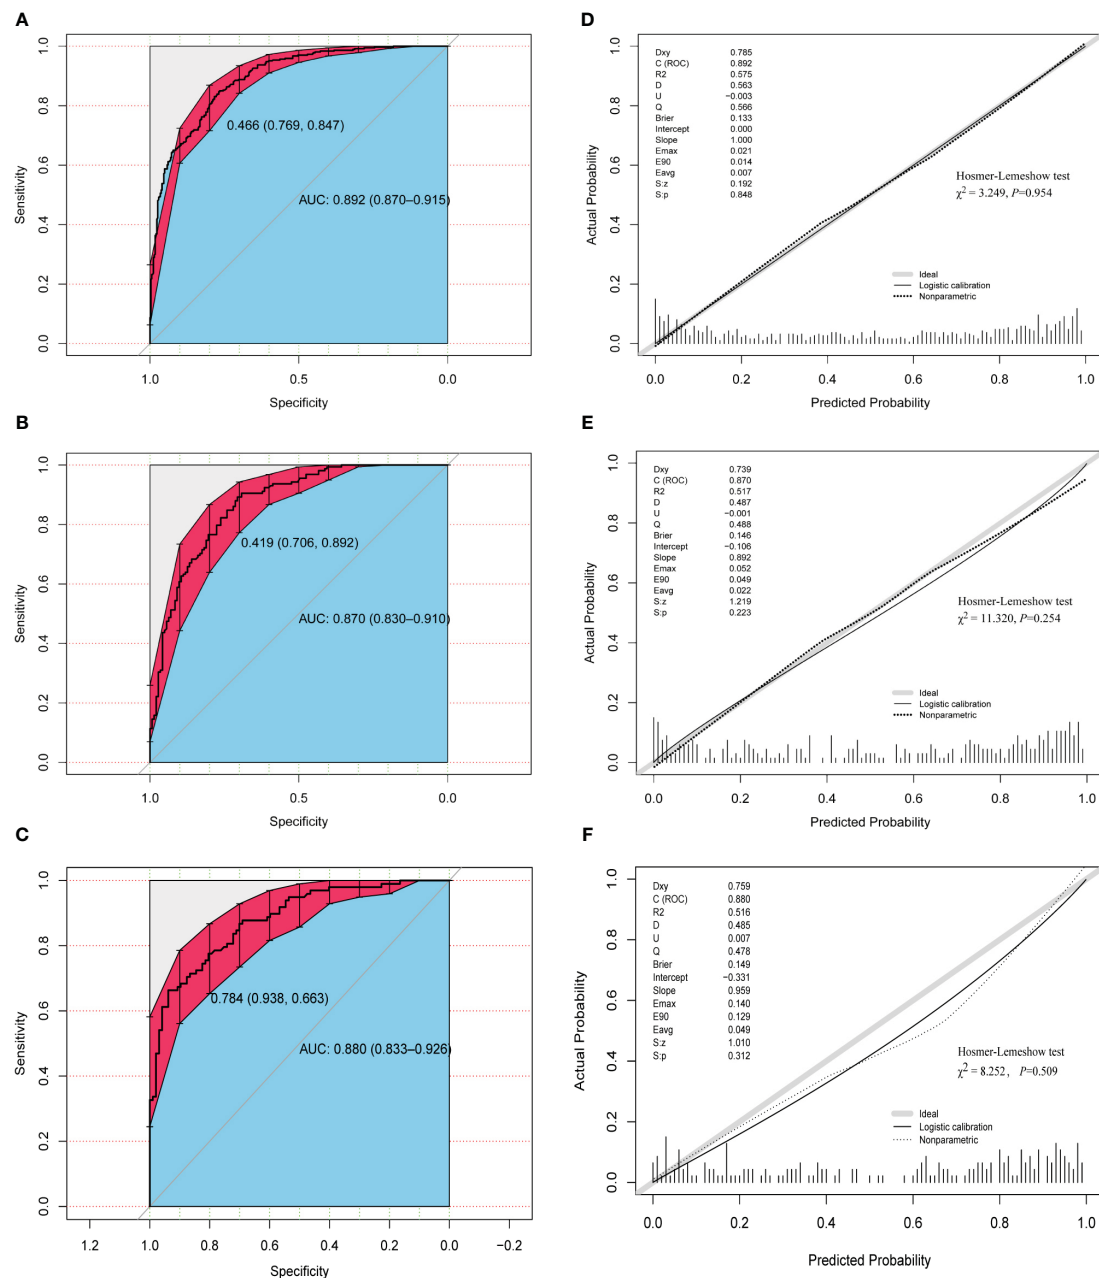 A
1.0
0.8
0.6
0.4
0.2
0.0
Sensitivity
0.466 (0.769, 0.847)
AUC: 0.892 (0.870–0.915)
1.0 0.5 0.0
Specificity
D
1.0
0.8
0.6
0.4
0.2
0.0
Actual Probability
Dxy 0.785
C (ROC) 0.892
R2 0.575
D 0.563
U −0.003
Q 0.566
Brier 0.133
Intercept 0.000
Slope 1.000
Emax 0.021
E90 0.014
Eavg 0.007
S:z 0.192
S:p 0.848
Hosmer-Lemeshow test
χ² = 3.249, P=0.954
Ideal
Logistic calibration
Nonparametric
0.0 0.2 0.4 0.6 0.8 1.0
Predicted Probability
B
1.0
0.8
0.6
0.4
0.2
0.0
Sensitivity
0.419 (0.706, 0.892)
AUC: 0.870 (0.830–0.910)
1.0 0.5 0.0
Specificity
E
1.0
0.8
0.6
0.4
0.2
0.0
Actual Probability
Dxy 0.739
C (ROC) 0.870
R2 0.517
D 0.487
U −0.001
Q 0.488
Brier 0.146
Intercept −0.106
Slope 0.892
Emax 0.052
E90 0.049
Eavg 0.022
S:z 1.219
S:p 0.223
Hosmer-Lemeshow test
χ² = 11.320, P=0.254
Ideal
Logistic calibration
Nonparametric
0.0 0.2 0.4 0.6 0.8 1.0
Predicted Probability
C
1.0
0.8
0.6
0.4
0.2
0.0
Sensitivity
0.784 (0.938, 0.663)
AUC: 0.880 (0.833–0.926)
1.2 1.0 0.8 0.6 0.4 0.2 0.0 −0.2
Specificity
F
1.0
0.8
0.6
0.4
0.2
0.0
Actual Probability
Dxy 0.759
C (ROC) 0.880
R2 0.516
D 0.485
U 0.007
Q 0.478
Brier 0.149
Intercept −0.331
Slope 0.959
Emax 0.140
E90 0.129
Eavg 0.049
S:z 1.010
S:p 0.312
Hosmer-Lemeshow test
χ² = 8.252, P=0.509
Ideal
Logistic calibration
Nonparametric
0.0 0.2 0.4 0.6 0.8 1.0
Predicted Probability